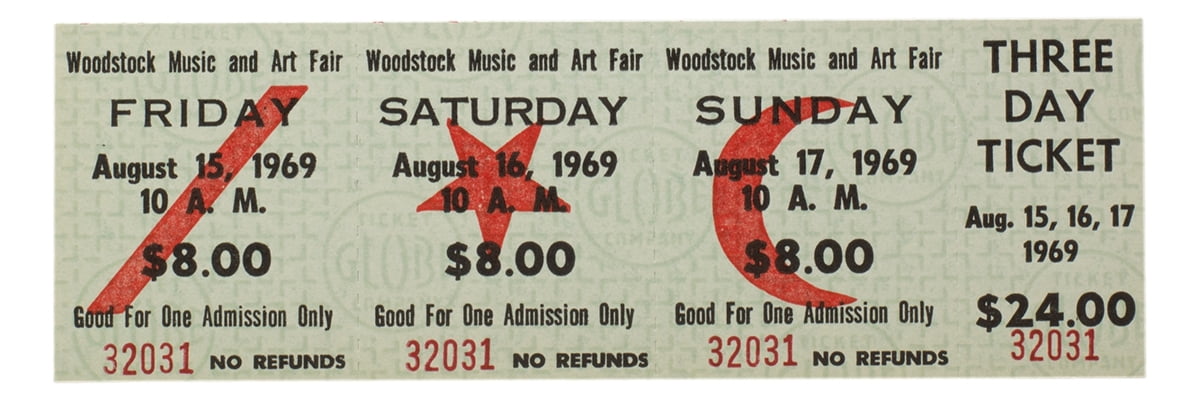 Woodstock Music and Art Fair
FRIDAY
August 15, 1969
10 A. M.
$8.00
Good For One Admission Only
32031 NO REFUNDS
Woodstock Music and Art Fair
SATURDAY
August 16, 1969
10 A. M.
$8.00
Good For One Admission Only
32031 NO REFUNDS
Woodstock Music and Art Fair
SUNDAY
August 17, 1969
10 A. M.
$8.00
Good For One Admission Only
32031 NO REFUNDS
THREE
DAY
TICKET
Aug. 15, 16, 17
1969
$24.00
32031
TICKET
GLOBE
COMPANY